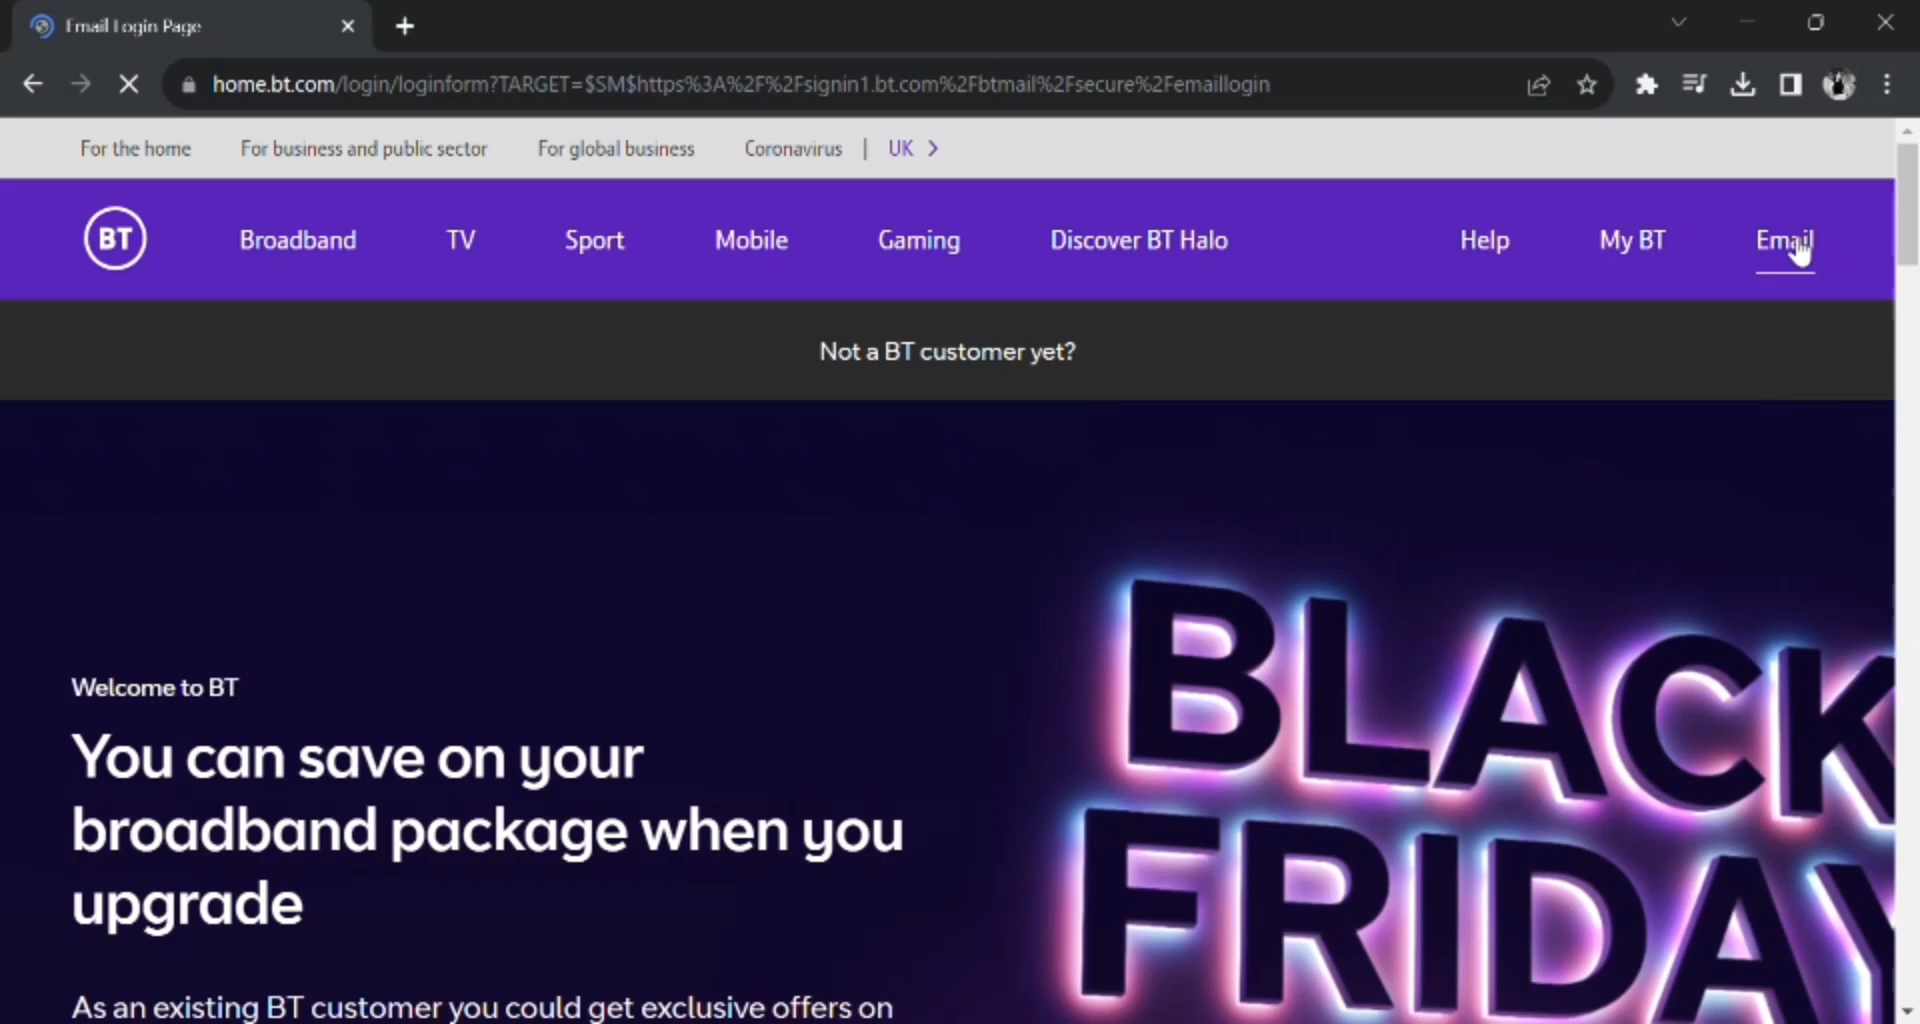 Email Login Page
home.bt.com/login/loginform?TARGET=$SM$https%3A%2F%2Fsignin1.bt.com%2Fbtmail%2Fsecure%2Femaillogin
For the home For business and public sector For global business Coronavirus | UK >
BT Broadband TV Sport Mobile Gaming Discover BT Halo Help My BT Email
Not a BT customer yet?
Welcome to BT
You can save on your
broadband package when you
upgrade
As an existing BT customer you could get exclusive offers on
BLACK
FRIDAY